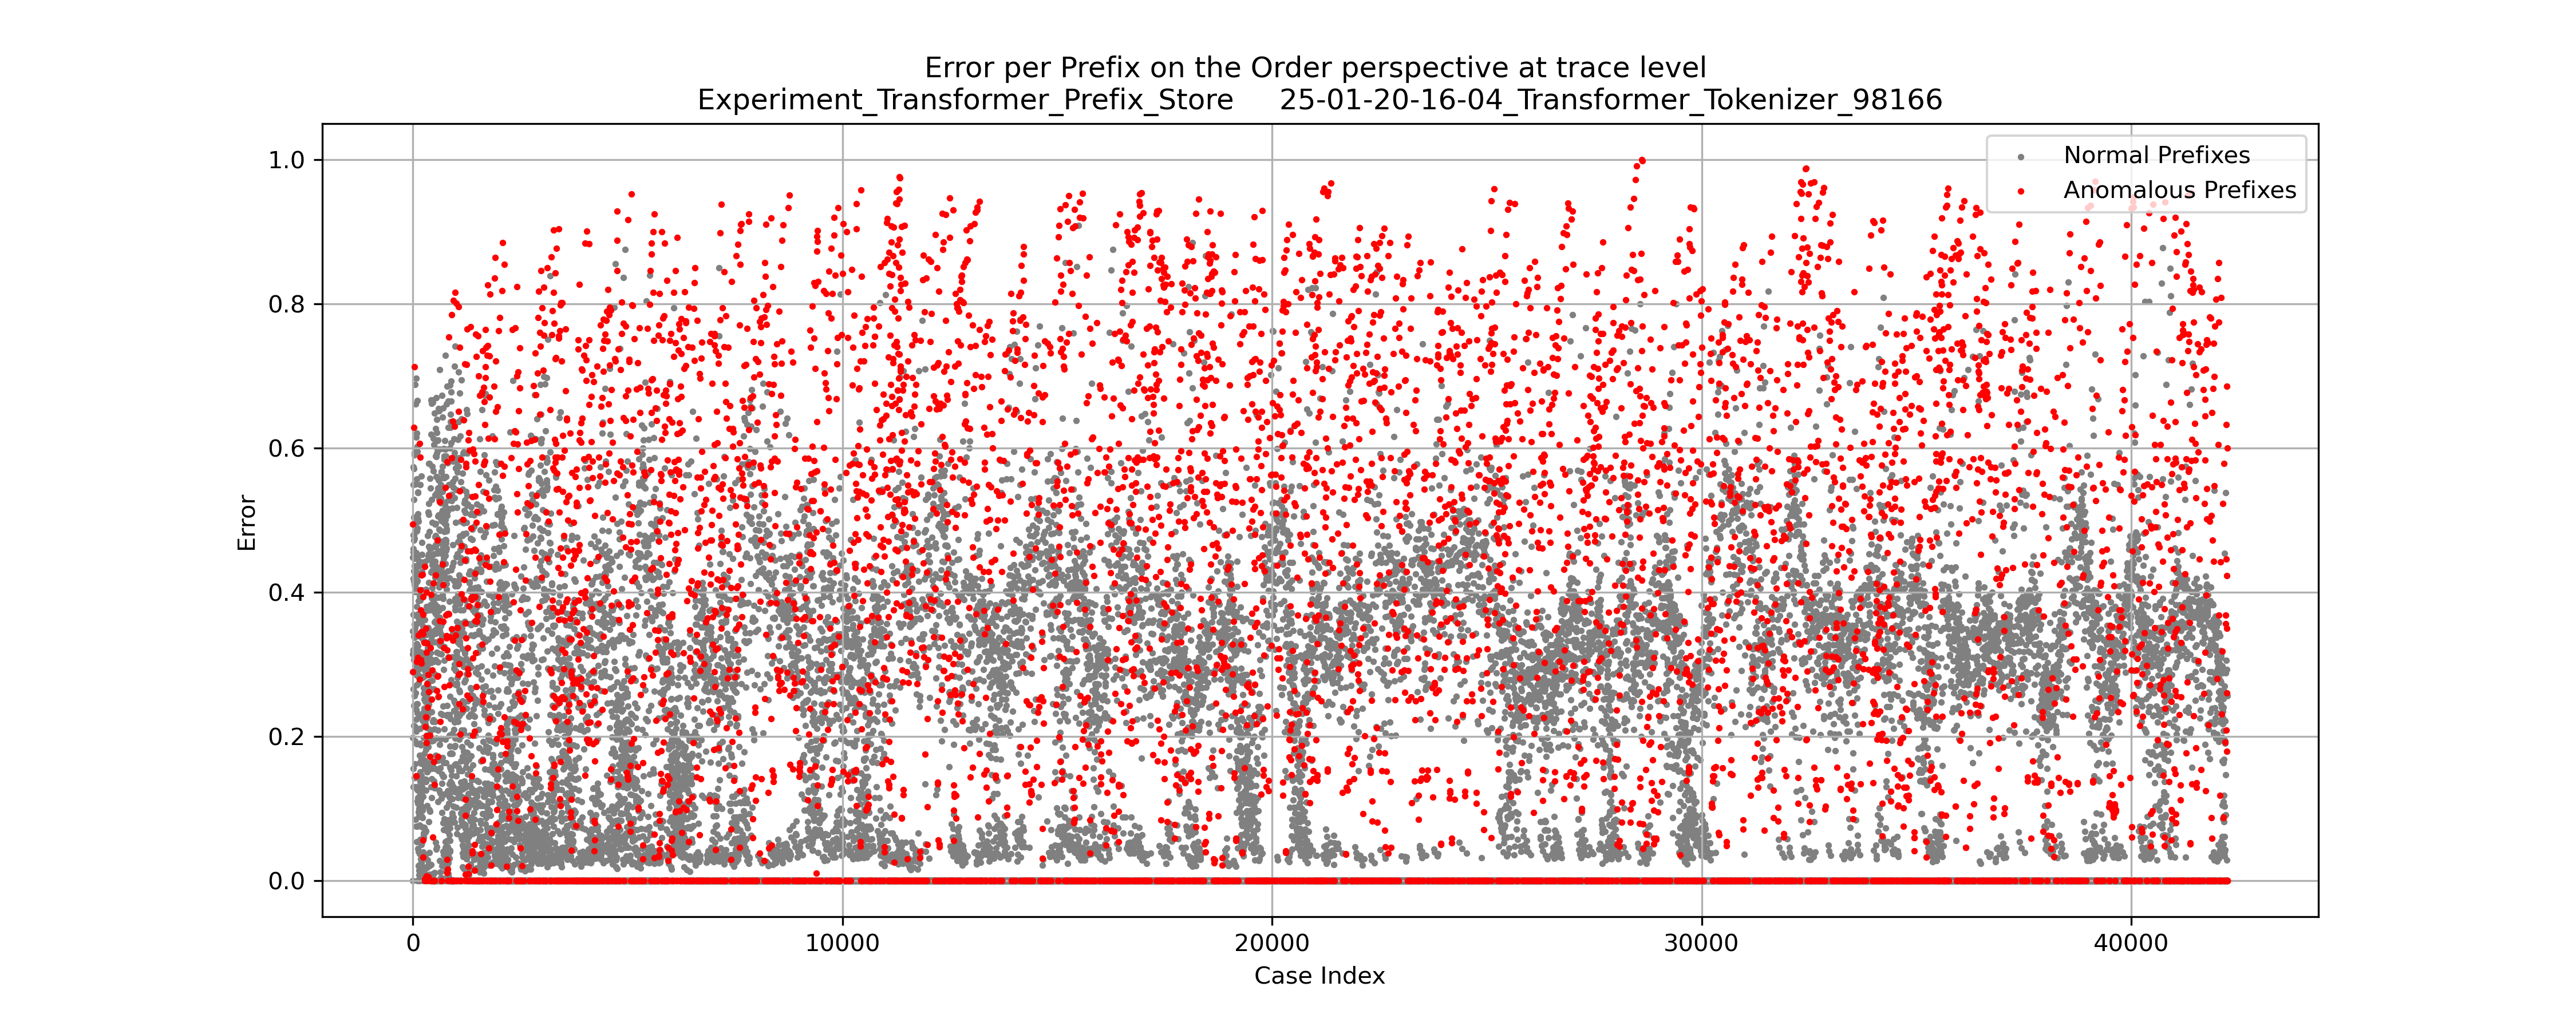 Error per Prefix on the Order perspective at trace level
Experiment_Transformer_Prefix_Store 25-01-20-16-04_Transformer_Tokenizer_98166
Normal Prefixes
Anomalous Prefixes
Error
1.0
0.8
0.6
0.4
0.2
0.0
0
10000
20000
30000
40000
Case Index